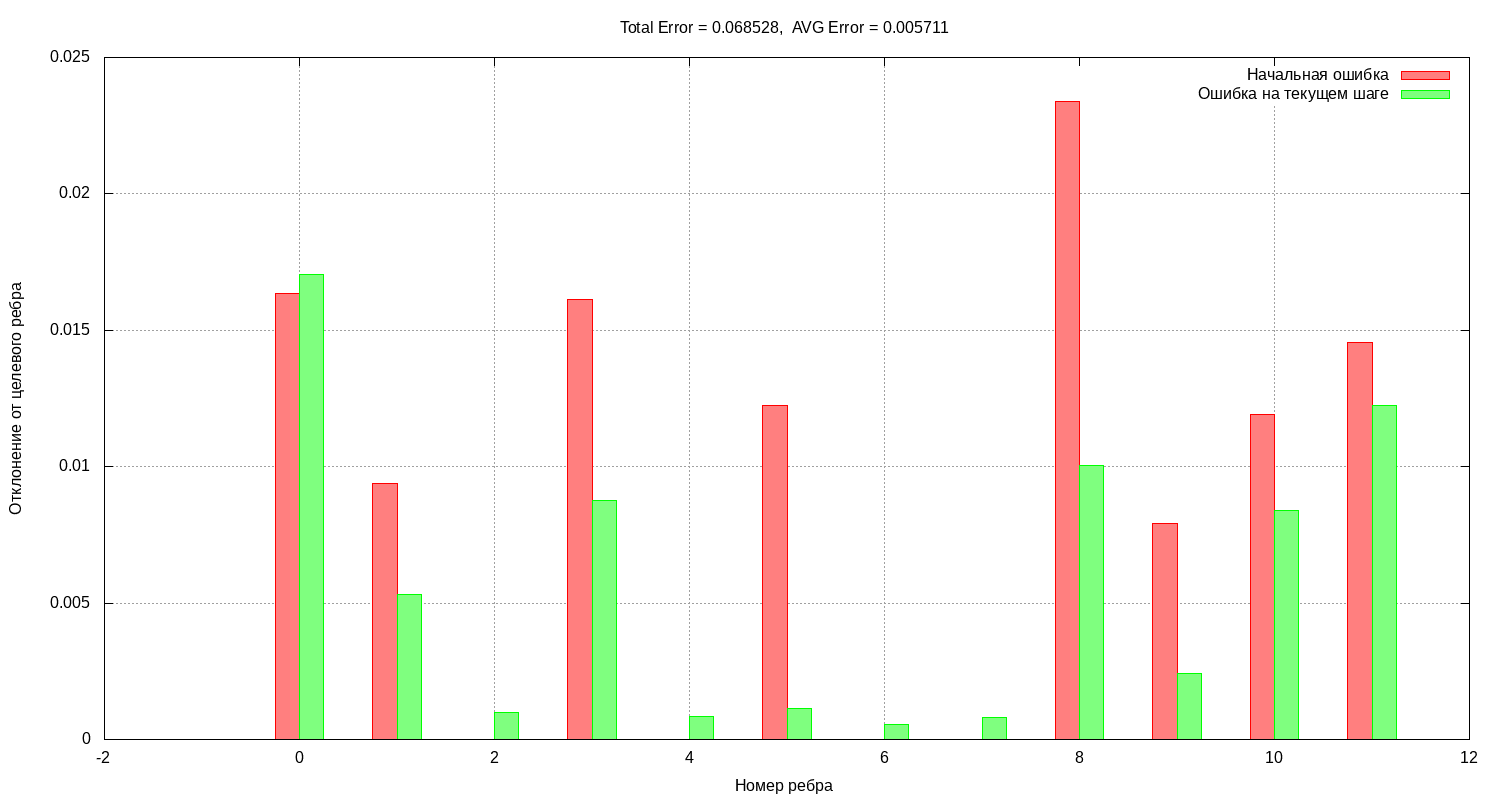 Total Error = 0.068528,  AVG Error = 0.005711
Начальная ошибка
Ошибка на текущем шаге
Отклонение от целевого ребра
0.025
0.02
0.015
0.01
0.005
0
-2 0 2 4 6 8 10 12
Номер ребра